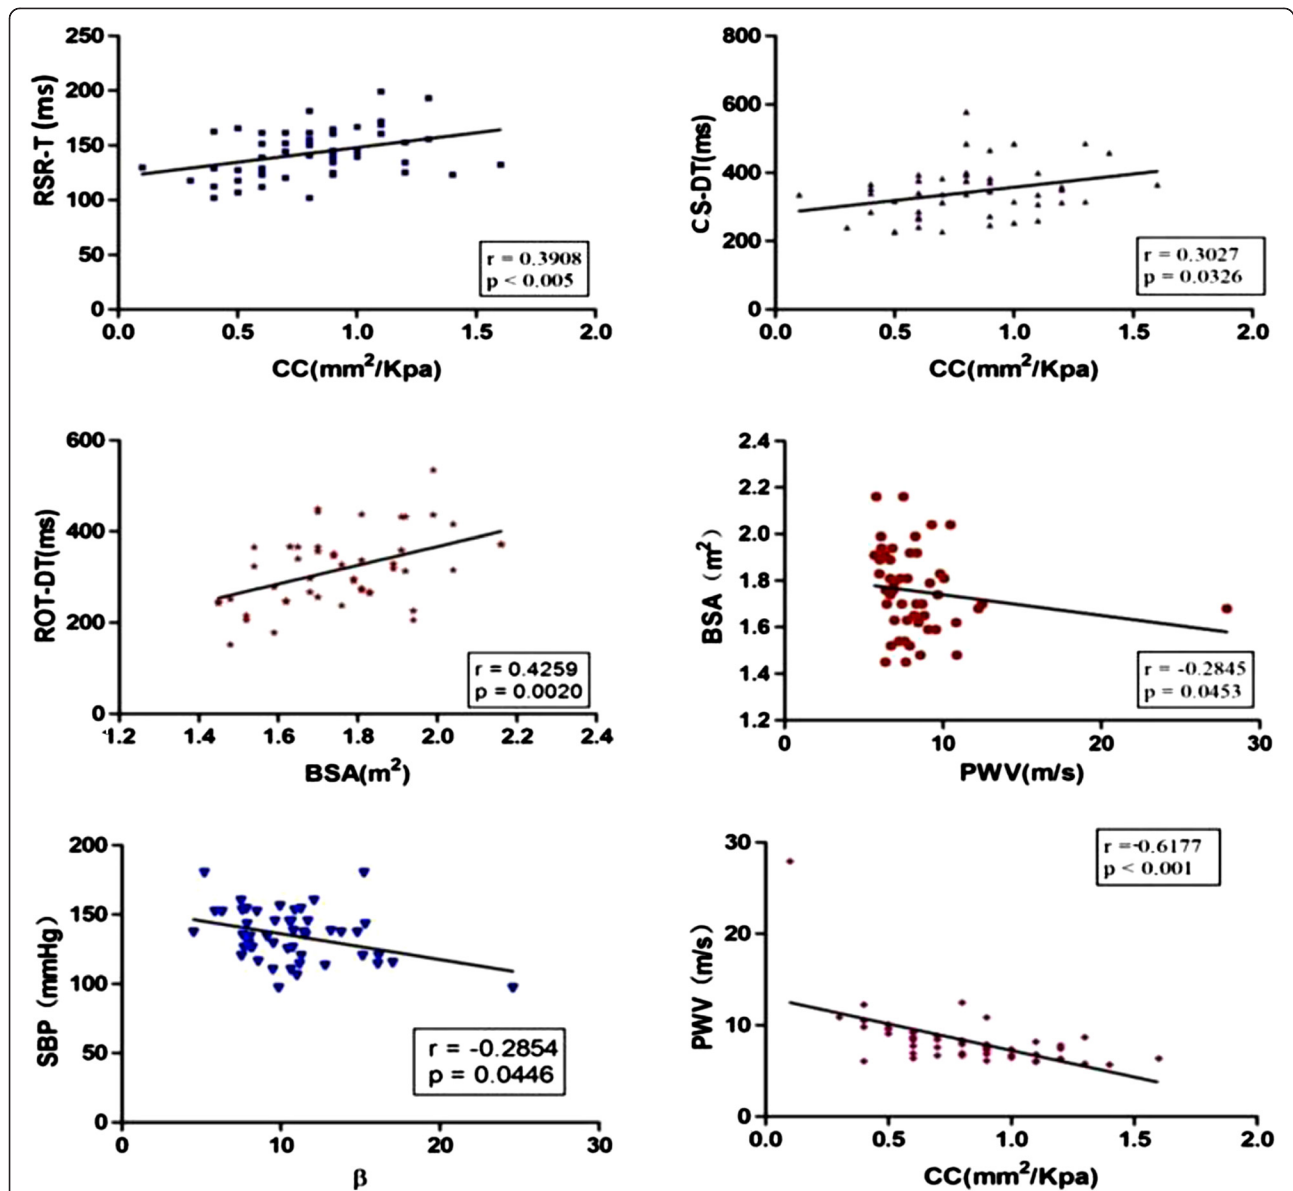 250
200
150
100
50
0
RSR-T (ms)
0.0 0.5 1.0 1.5 2.0
CC(mm²/Kpa)
r = 0.3908
p < 0.005
800
600
400
200
0
CS-DT(ms)
0.0 0.5 1.0 1.5 2.0
CC(mm²/Kpa)
r = 0.3027
p = 0.0326
600
400
200
0
ROT-DT(ms)
1.2 1.4 1.6 1.8 2.0 2.2 2.4
BSA(m²)
r = 0.4259
p = 0.0020
2.4
2.2
2.0
1.8
1.6
1.4
1.2
BSA (m²)
0 10 20 30
PWV(m/s)
r = -0.2845
p = 0.0453
200
150
100
50
0
SBP (mmHg)
0 10 20 30
β
r = -0.2854
p = 0.0446
30
20
10
0
PWV (m/s)
0.0 0.5 1.0 1.5 2.0
CC(mm²/Kpa)
r =-0.6177
p < 0.001